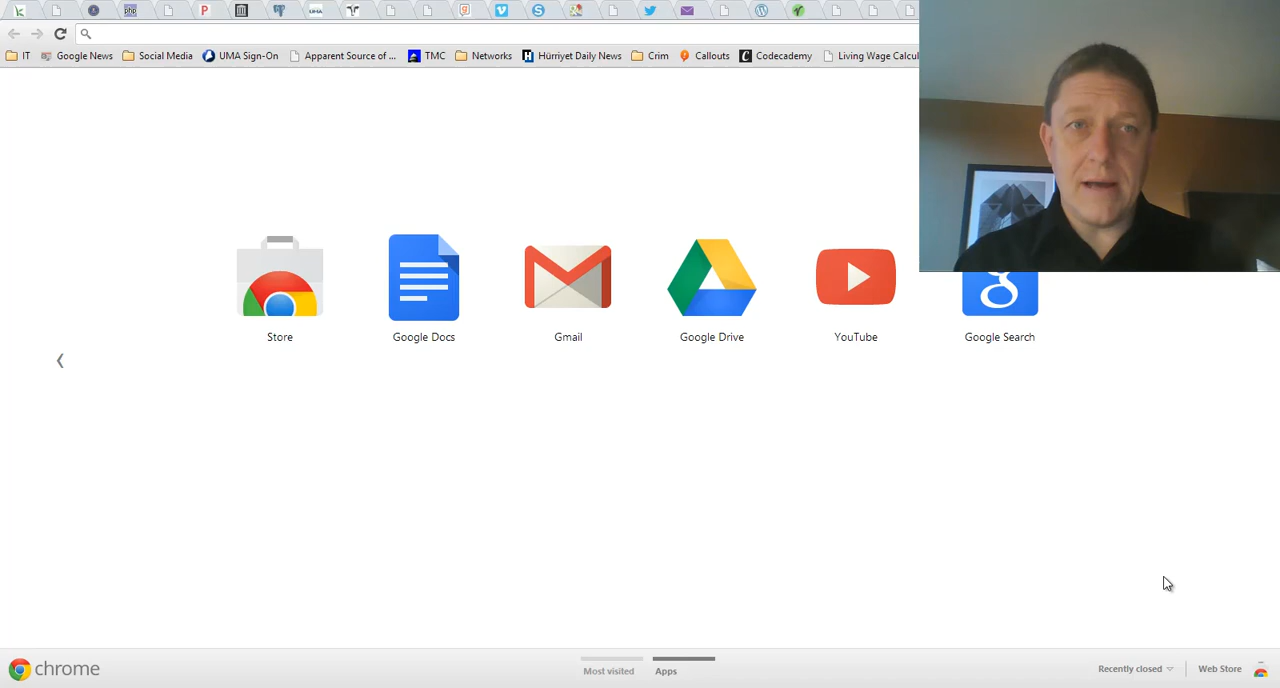 php P UMA
IT Google News Social Media UMA Sign-On Apparent Source of ... TMC Networks Hürriyet Daily News Crim Callouts Codecademy Living Wage Calcul
Store Google Docs Gmail Google Drive YouTube Google Search
chrome Most visited Apps Recently closed Web Store